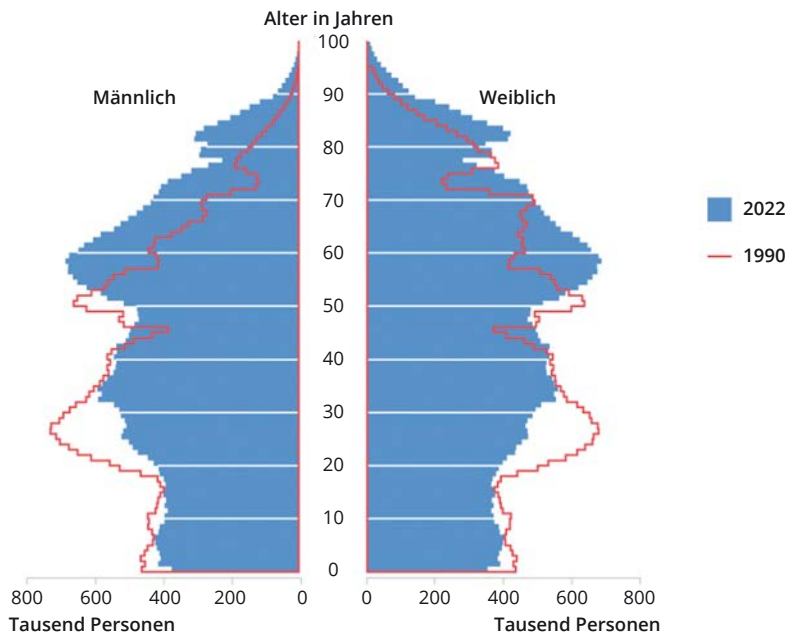 Alter in Jahren
100
Männlich
90
Weiblich
80
70
2022
60
1990
50
40
30
20
10
0
800 600 400 200 0
0 200 400 600 800
Tausend Personen
Tausend Personen